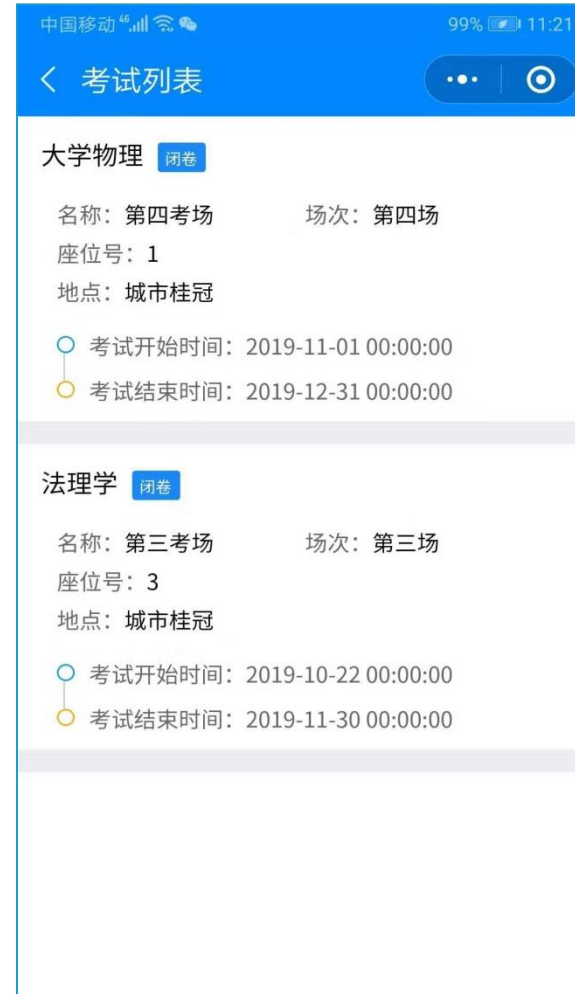 中国移动 46 99% 11:21
考试列表
大学物理 闭卷
名称：第四考场 场次：第四场
座位号：1
地点：城市桂冠
考试开始时间：2019-11-01 00:00:00
考试结束时间：2019-12-31 00:00:00
法理学 闭卷
名称：第三考场 场次：第三场
座位号：3
地点：城市桂冠
考试开始时间：2019-10-22 00:00:00
考试结束时间：2019-11-30 00:00:00